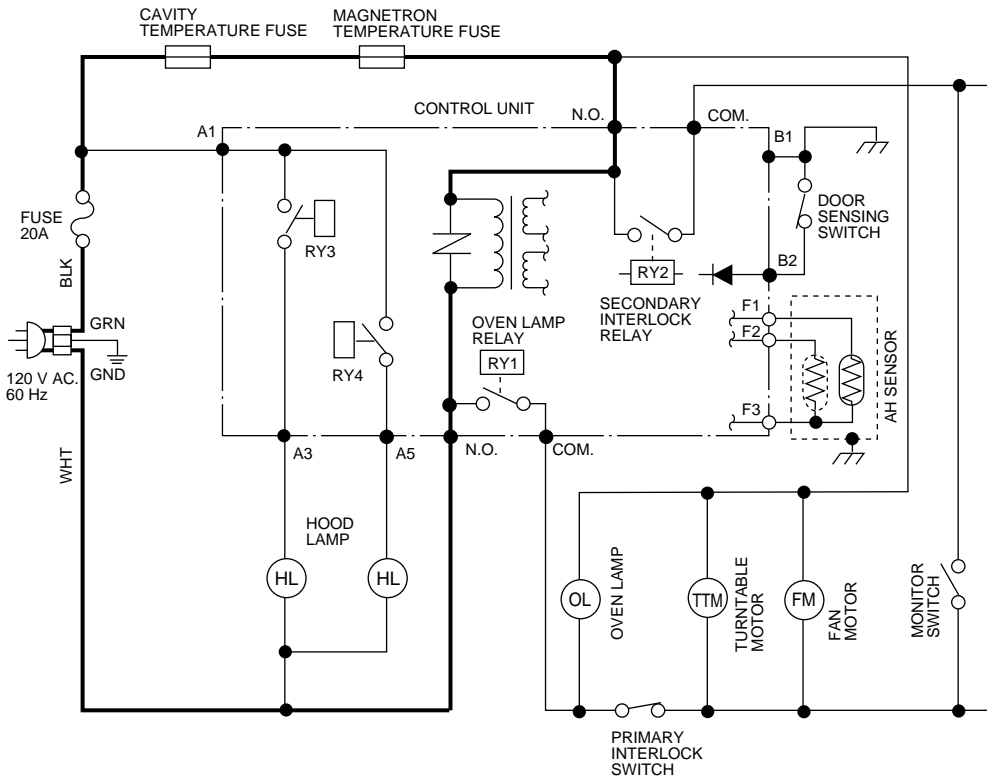 CAVITY
TEMPERATURE FUSE
MAGNETRON
TEMPERATURE FUSE
CONTROL UNIT
N.O.
COM.
A1
B1
FUSE
20A
BLK
RY3
DOOR
SENSING
SWITCH
RY2
B2
SECONDARY
INTERLOCK
RELAY
F1
F2
GRN
GND
120 V AC.
60 Hz
RY4
OVEN LAMP
RELAY
RY1
AH SENSOR
F3
WHT
A3
A5
N.O.
COM.
HOOD
LAMP
HL
HL
OL
OVEN LAMP
TTM
TURNTABLE
MOTOR
FM
FAN
MOTOR
MONITOR
SWITCH
PRIMARY
INTERLOCK
SWITCH